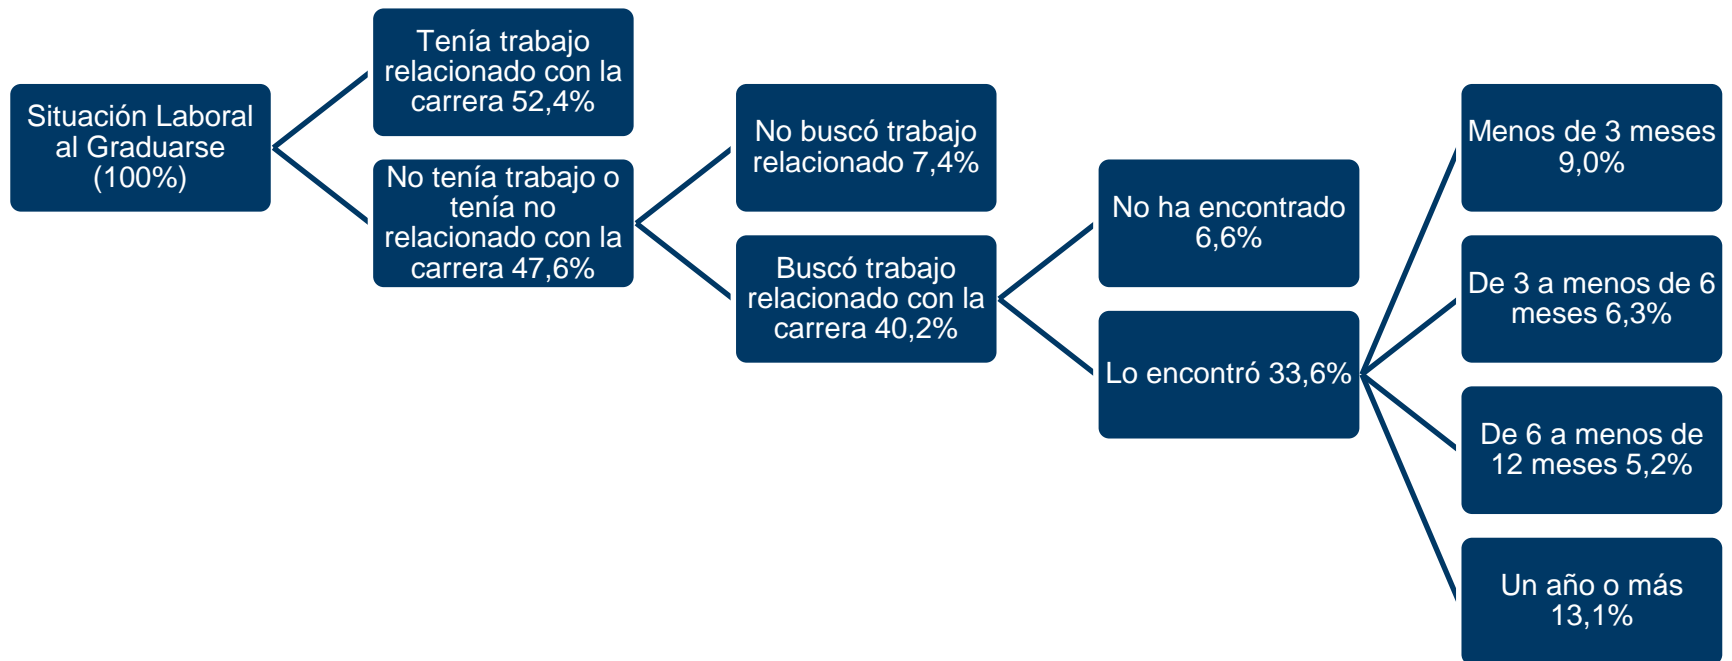 Situación Laboral
al Graduarse
(100%)
Tenía trabajo
relacionado con la
carrera 52,4%
No tenía trabajo o
tenía no
relacionado con la
carrera 47,6%
No buscó trabajo
relacionado 7,4%
Buscó trabajo
relacionado con la
carrera 40,2%
No ha encontrado
6,6%
Lo encontró 33,6%
Menos de 3 meses
9,0%
De 3 a menos de 6
meses 6,3%
De 6 a menos de
12 meses 5,2%
Un año o más
13,1%